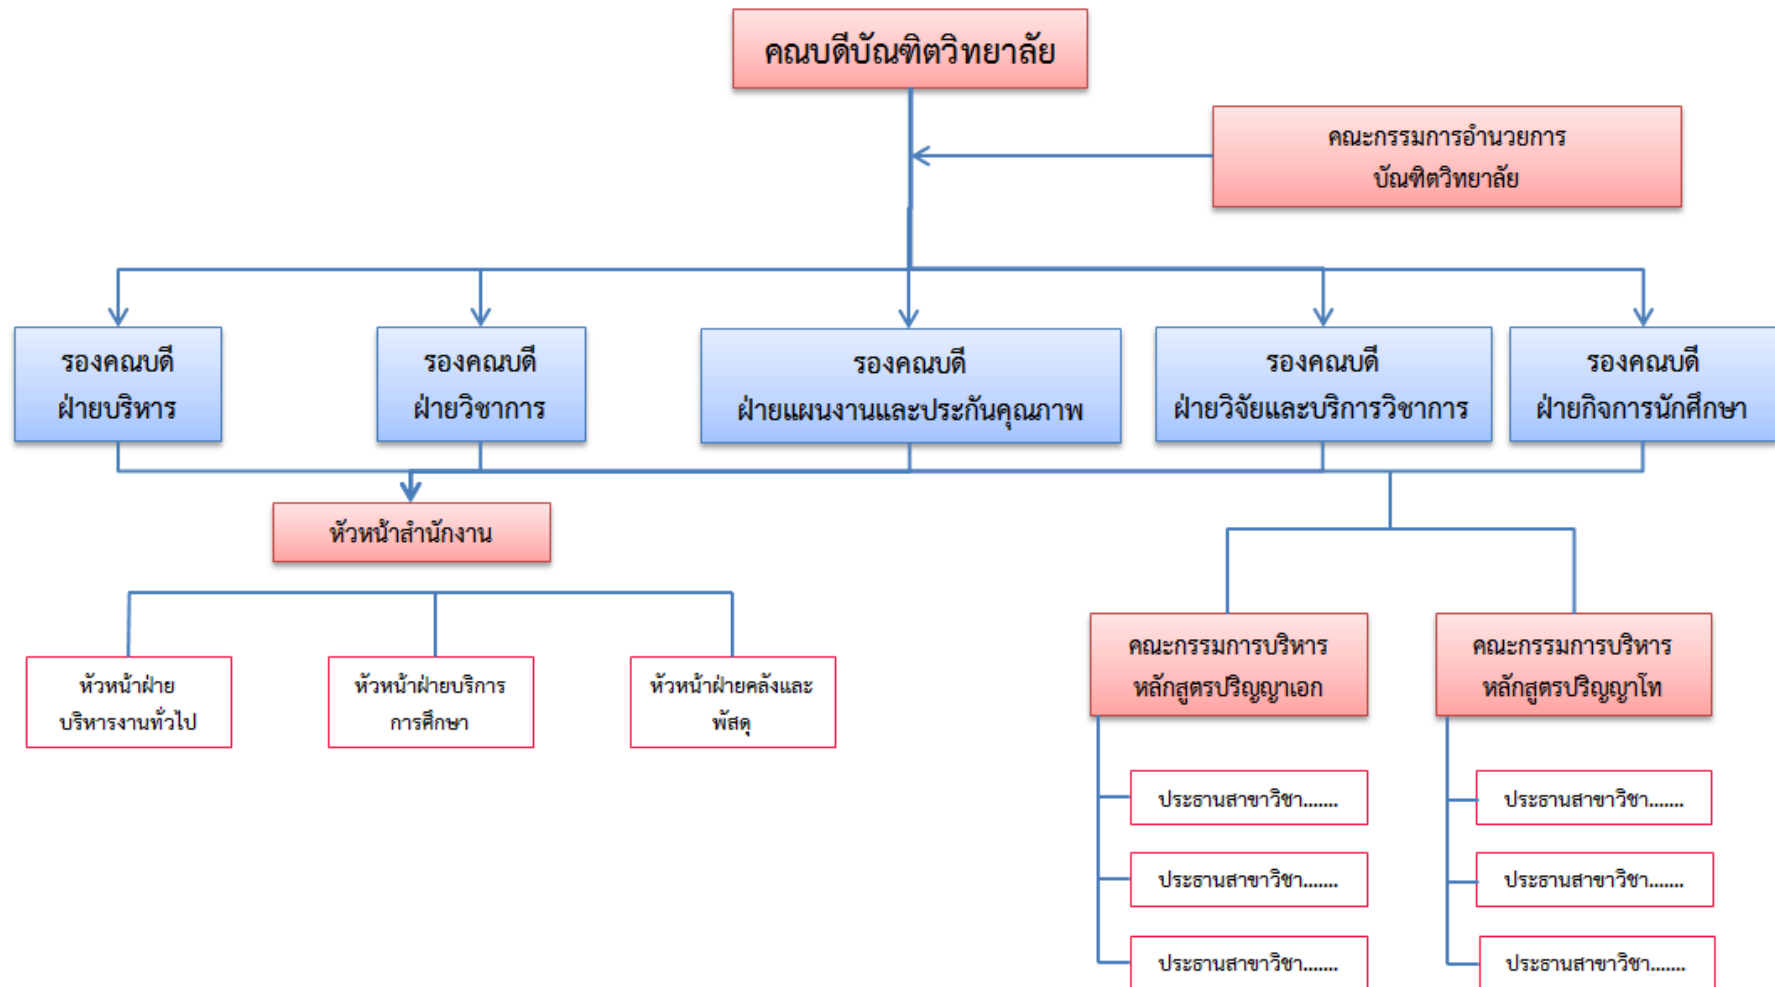 คณบดีบัณฑิตวิทยาลัย
คณะกรรมการอำนวยการ
บัณฑิตวิทยาลัย
รองคณบดี
ฝ่ายบริหาร
รองคณบดี
ฝ่ายวิชาการ
รองคณบดี
ฝ่ายแผนงานและประกันคุณภาพ
รองคณบดี
ฝ่ายวิจัยและบริการวิชาการ
รองคณบดี
ฝ่ายกิจการนักศึกษา
หัวหน้าสำนักงาน
หัวหน้าฝ่าย
บริหารงานทั่วไป
หัวหน้าฝ่ายบริการ
การศึกษา
หัวหน้าฝ่ายคลังและ
พัสดุ
คณะกรรมการบริหาร
หลักสูตรปริญญาเอก
ประธานสาขาวิชา.......
ประธานสาขาวิชา.......
ประธานสาขาวิชา.......
คณะกรรมการบริหาร
หลักสูตรปริญญาโท
ประธานสาขาวิชา.......
ประธานสาขาวิชา.......
ประธานสาขาวิชา.......